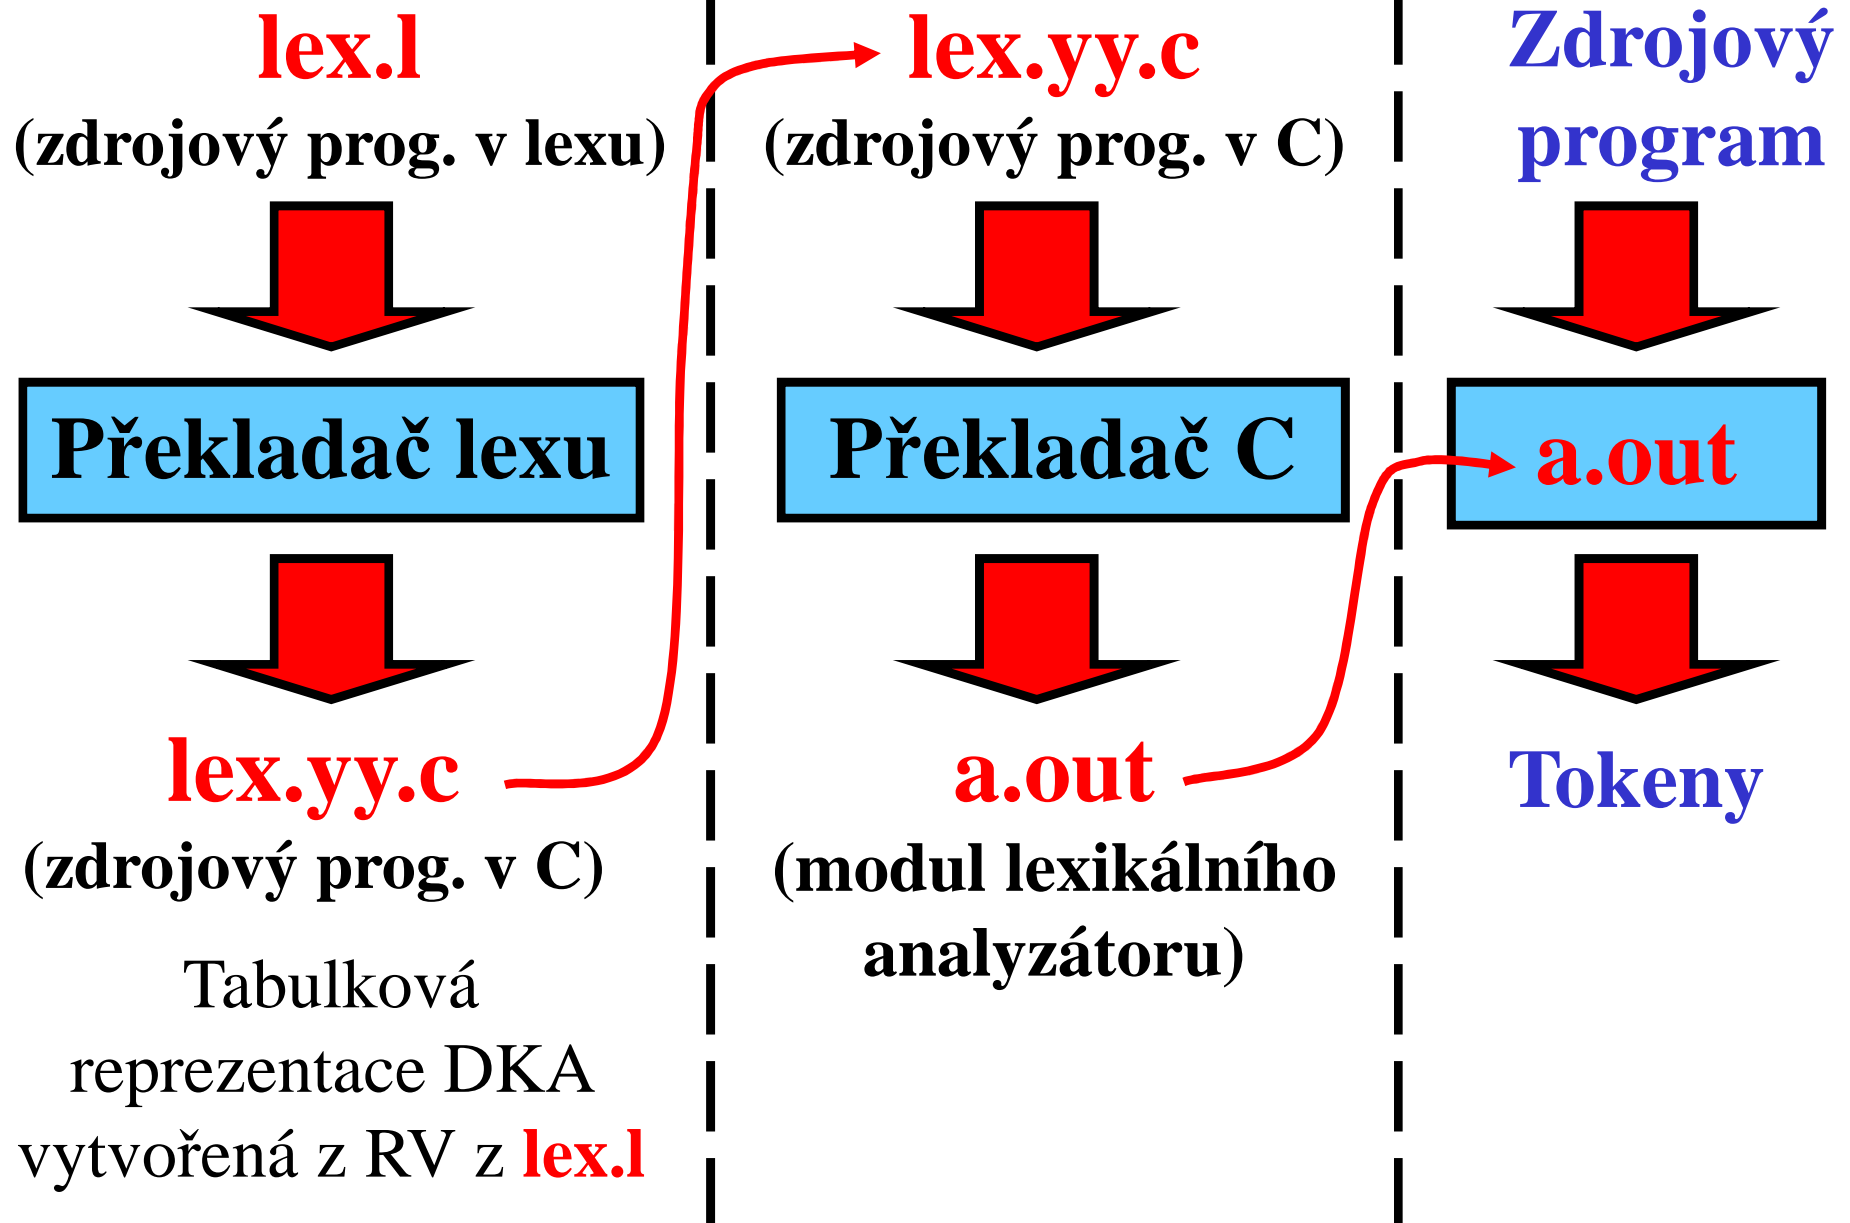 lex.l
(zdrojový prog. v lexu)
Překladač lexu
lex.yy.c
(zdrojový prog. v C)
Tabulková
reprezentace DKA
vytvořená z RV z lex.l
lex.yy.c
(zdrojový prog. v C)
Překladač C
a.out
(modul lexikálního
analyzátoru)
Zdrojový
program
a.out
Tokeny